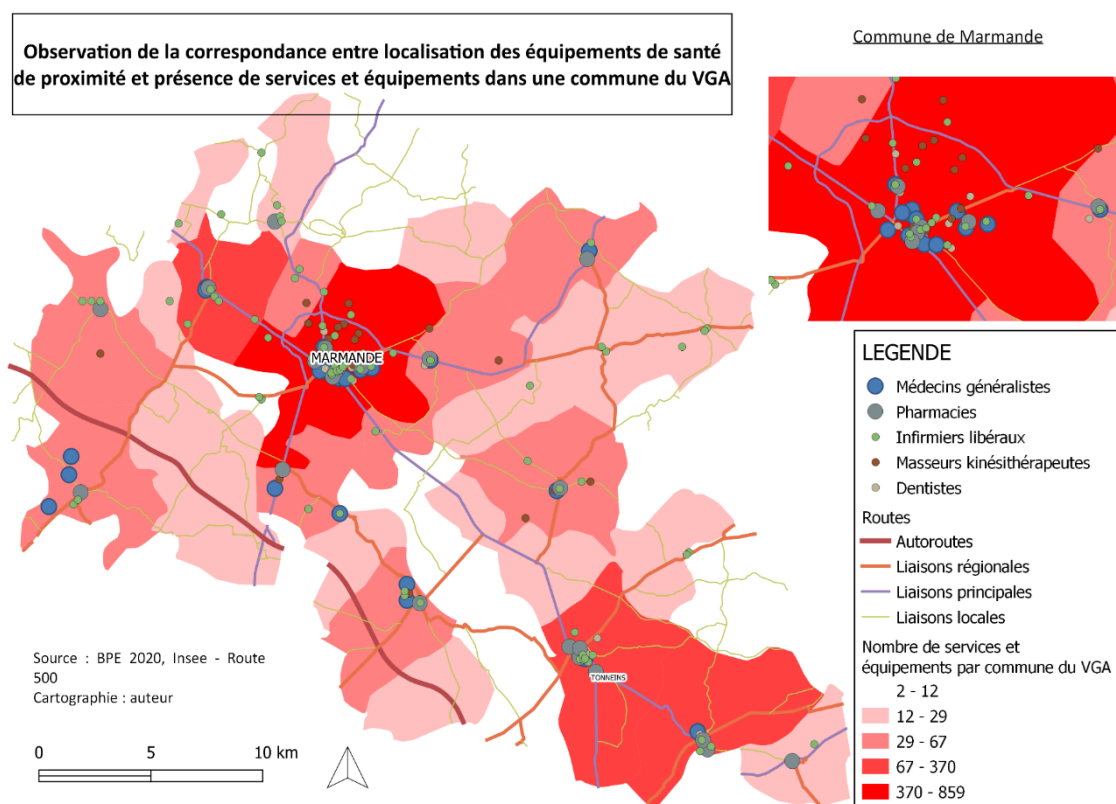 Observation de la correspondance entre localisation des équipements de santé
de proximité et présence de services et équipements dans une commune du VGA
Commune de Marmande
MARMANDE
TONNEINS
LEGENDE
Médecins généralistes
Pharmacies
Infirmiers libéraux
Masseurs kinésithérapeutes
Dentistes
Routes
Autoroutes
Liaisons régionales
Liaisons principales
Liaisons locales
Nombre de services et
équipements par commune du VGA
2 - 12
12 - 29
29 - 67
67 - 370
370 - 859
Source : BPE 2020, Insee - Route
500
Cartographie : auteur
0 5 10 km